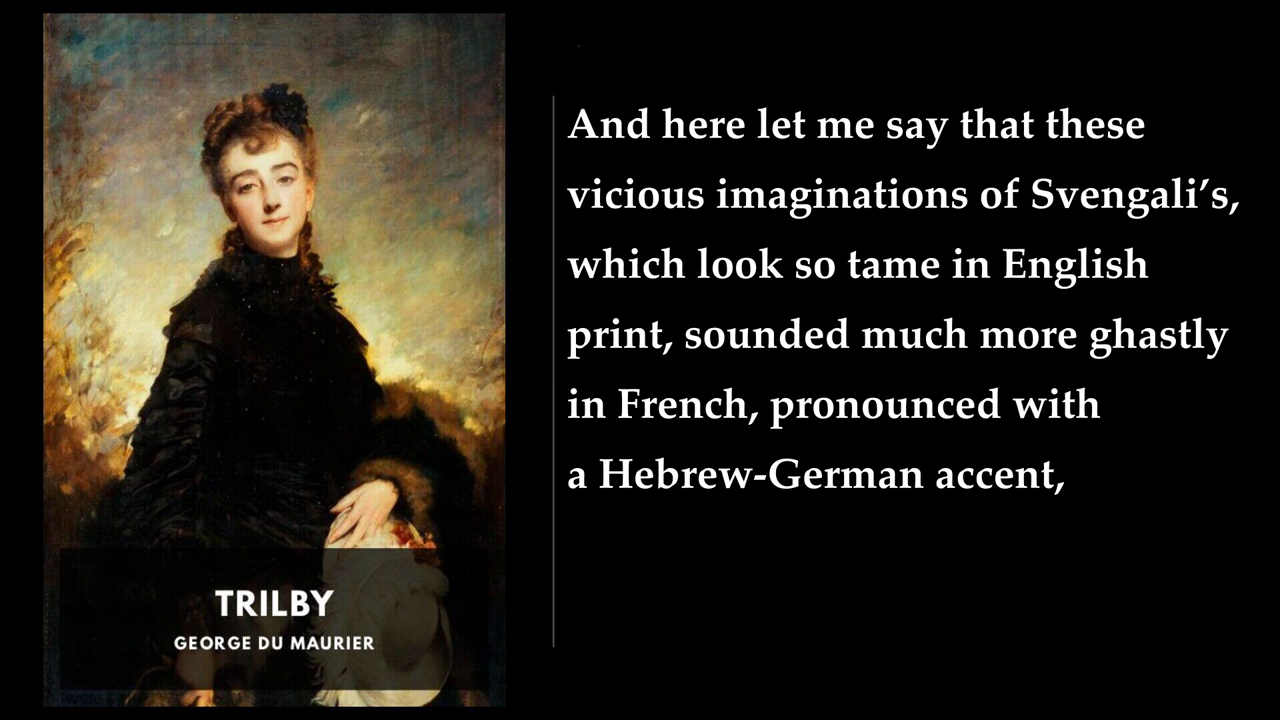 And here let me say that these
vicious imaginations of Svengali’s,
which look so tame in English
print, sounded much more ghastly
in French, pronounced with
a Hebrew-German accent,
TRILBY
GEORGE DU MAURIER